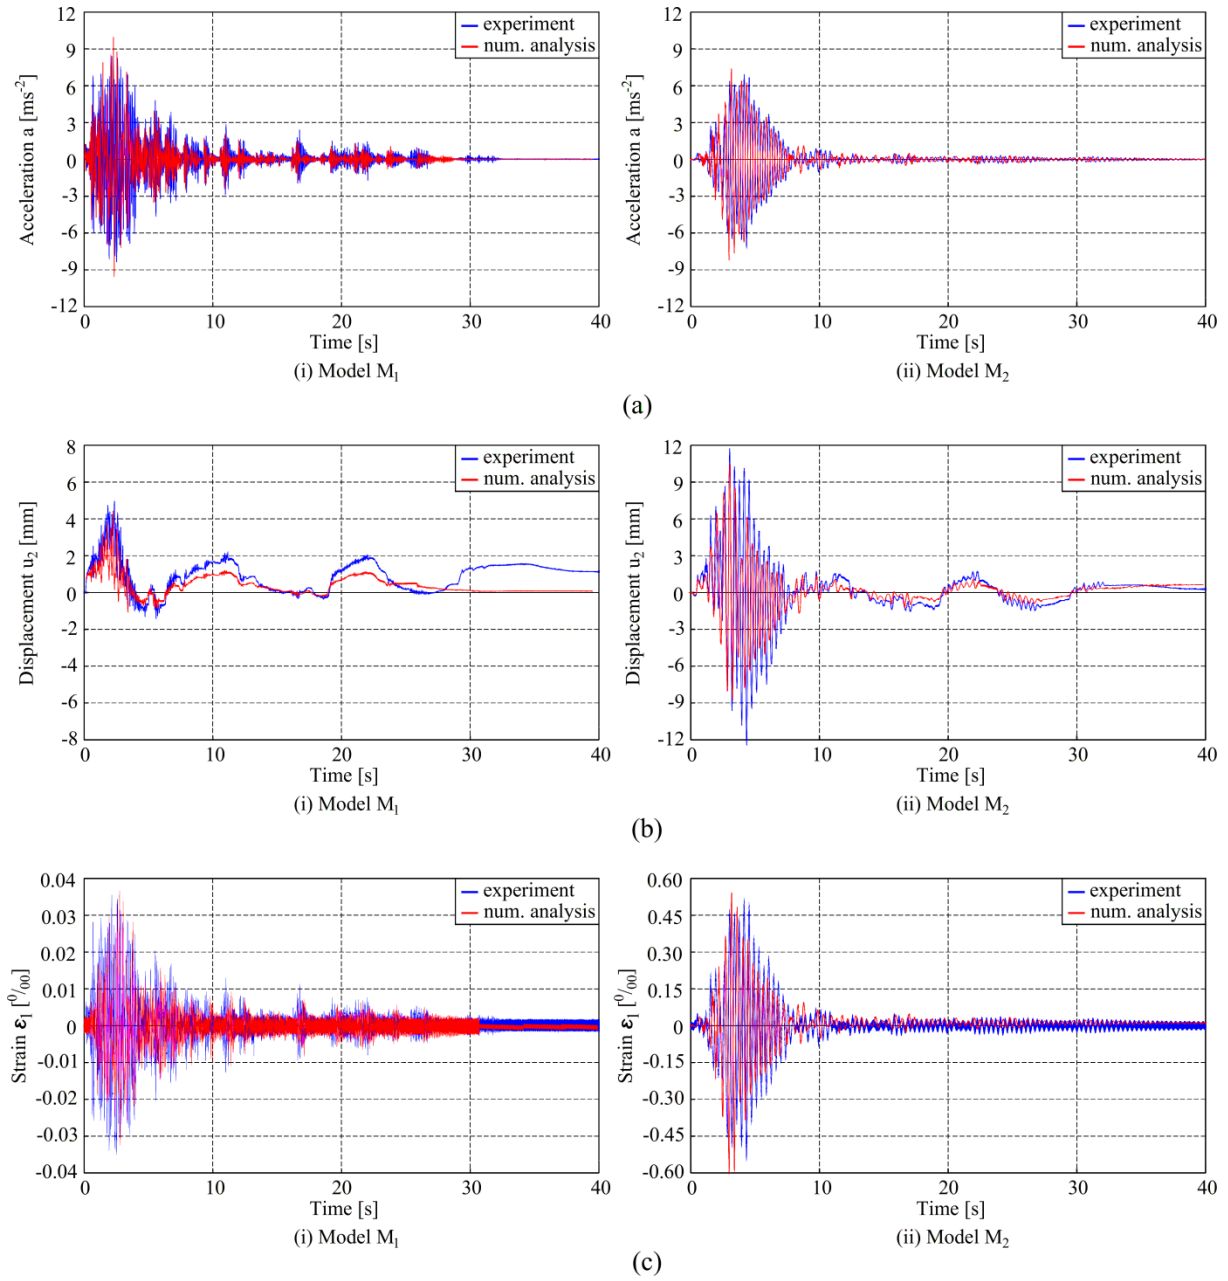 12
9
6
3
0
-3
-6
-9
-12
Acceleration a [ms-2]
experiment
num. analysis
0 10 20 30 40
Time [s]
(i) Model M1
12
9
6
3
0
-3
-6
-9
-12
Acceleration a [ms-2]
experiment
num. analysis
0 10 20 30 40
Time [s]
(ii) Model M2
(a)
8
6
4
2
0
-2
-4
-6
-8
Displacement u2 [mm]
experiment
num. analysis
0 10 20 30 40
Time [s]
(i) Model M1
12
9
6
3
0
-3
-6
-9
-12
Displacement u2 [mm]
experiment
num. analysis
0 10 20 30 40
Time [s]
(ii) Model M2
(b)
0.04
0.03
0.02
0.01
0
-0.01
-0.02
-0.03
-0.04
Strain ε1 [0/00]
experiment
num. analysis
0 10 20 30 40
Time [s]
(i) Model M1
0.60
0.45
0.30
0.15
0
-0.15
-0.30
-0.45
-0.60
Strain ε1 [0/00]
experiment
num. analysis
0 10 20 30 40
Time [s]
(ii) Model M2
(c)